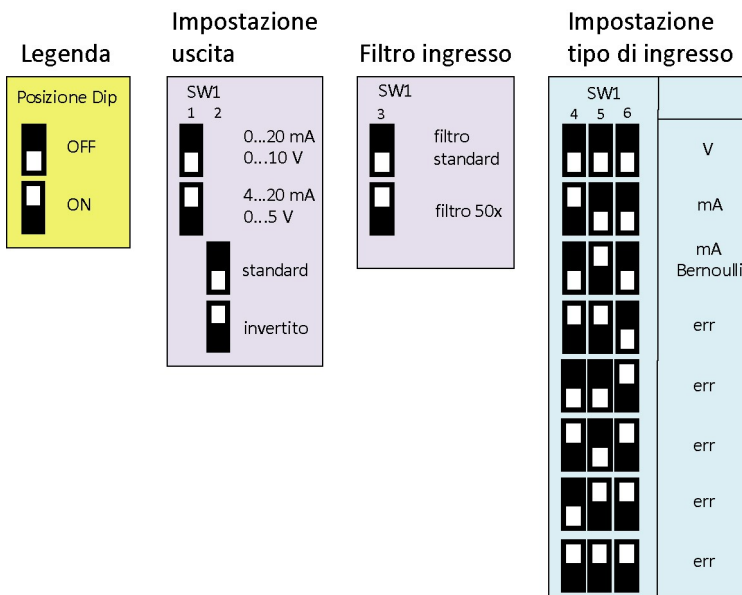 Legenda
Posizione Dip
OFF
ON
Impostazione
uscita
SW1
1 2
0...20 mA
0...10 V
4...20 mA
0...5 V
standard
invertito
Filtro ingresso
SW1
3
filtro
standard
filtro 50x
Impostazione
tipo di ingresso
SW1
4 5 6
V
mA
mA
Bernoulli
err
err
err
err
err